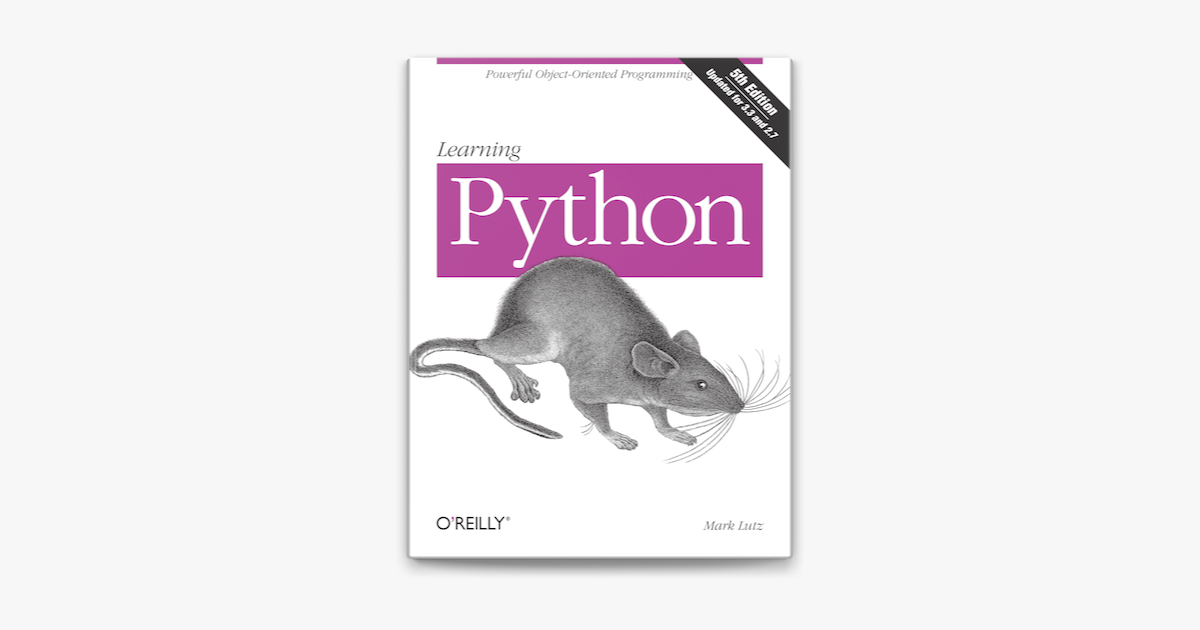 Powerful Object-Oriented Programming
5th Edition
Updated for 3.3 and 2.7
Learning
Python
O'REILLY®
Mark Lutz